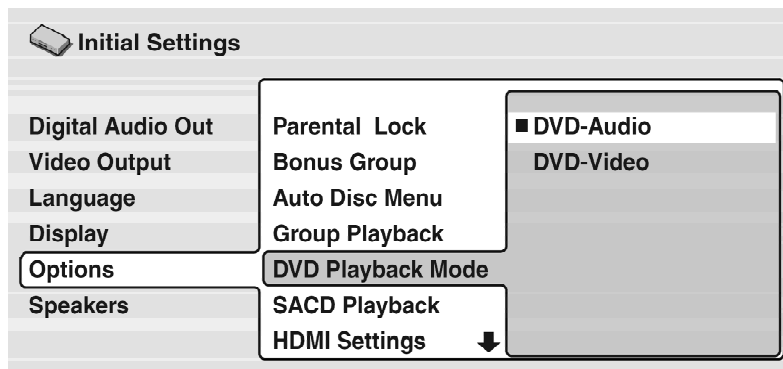 Initial Settings
Digital Audio Out
Video Output
Language
Display
Options
Speakers
Parental Lock
Bonus Group
Auto Disc Menu
Group Playback
DVD Playback Mode
SACD Playback
HDMI Settings
DVD-Audio
DVD-Video